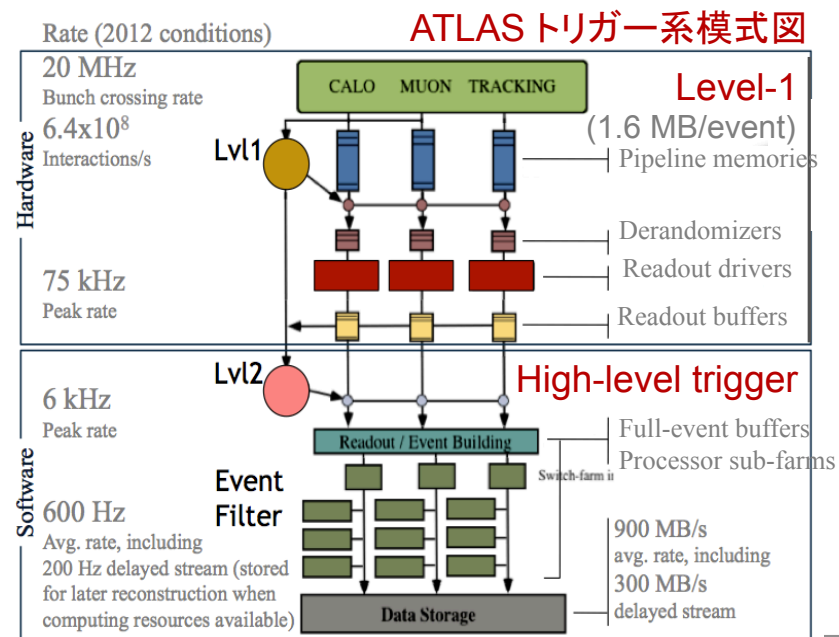 Rate (2012 conditions)
ATLAS トリガー系模式図
20 MHz
Bunch crossing rate
6.4x10⁸
Interactions/s
75 kHz
Peak rate
Hardware
CALO MUON TRACKING
Lvl1
Level-1
(1.6 MB/event)
Pipeline memories
Derandomizers
Readout drivers
Readout buffers
Software
6 kHz
Peak rate
600 Hz
Avg. rate, including
200 Hz delayed stream (stored
for later reconstruction when
computing resources available)
Lvl2
High-level trigger
Readout / Event Building
Event
Filter
Full-event buffers
Processor sub-farms
Switch-farm
900 MB/s
avg. rate, including
300 MB/s
delayed stream
Data Storage